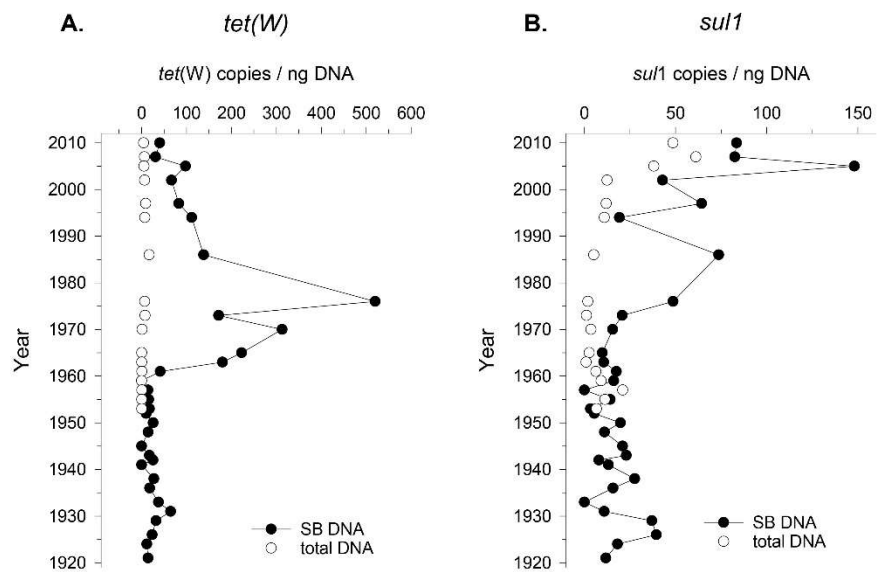 A. tet(W)
tet(W) copies / ng DNA
0 100 200 300 400 500 600
2010
2000
1990
1980
1970
1960
1950
1940
1930
1920
Year
SB DNA
total DNA
B. sul1
sul1 copies / ng DNA
0 50 100 150
2010
2000
1990
1980
1970
1960
1950
1940
1930
1920
Year
SB DNA
total DNA